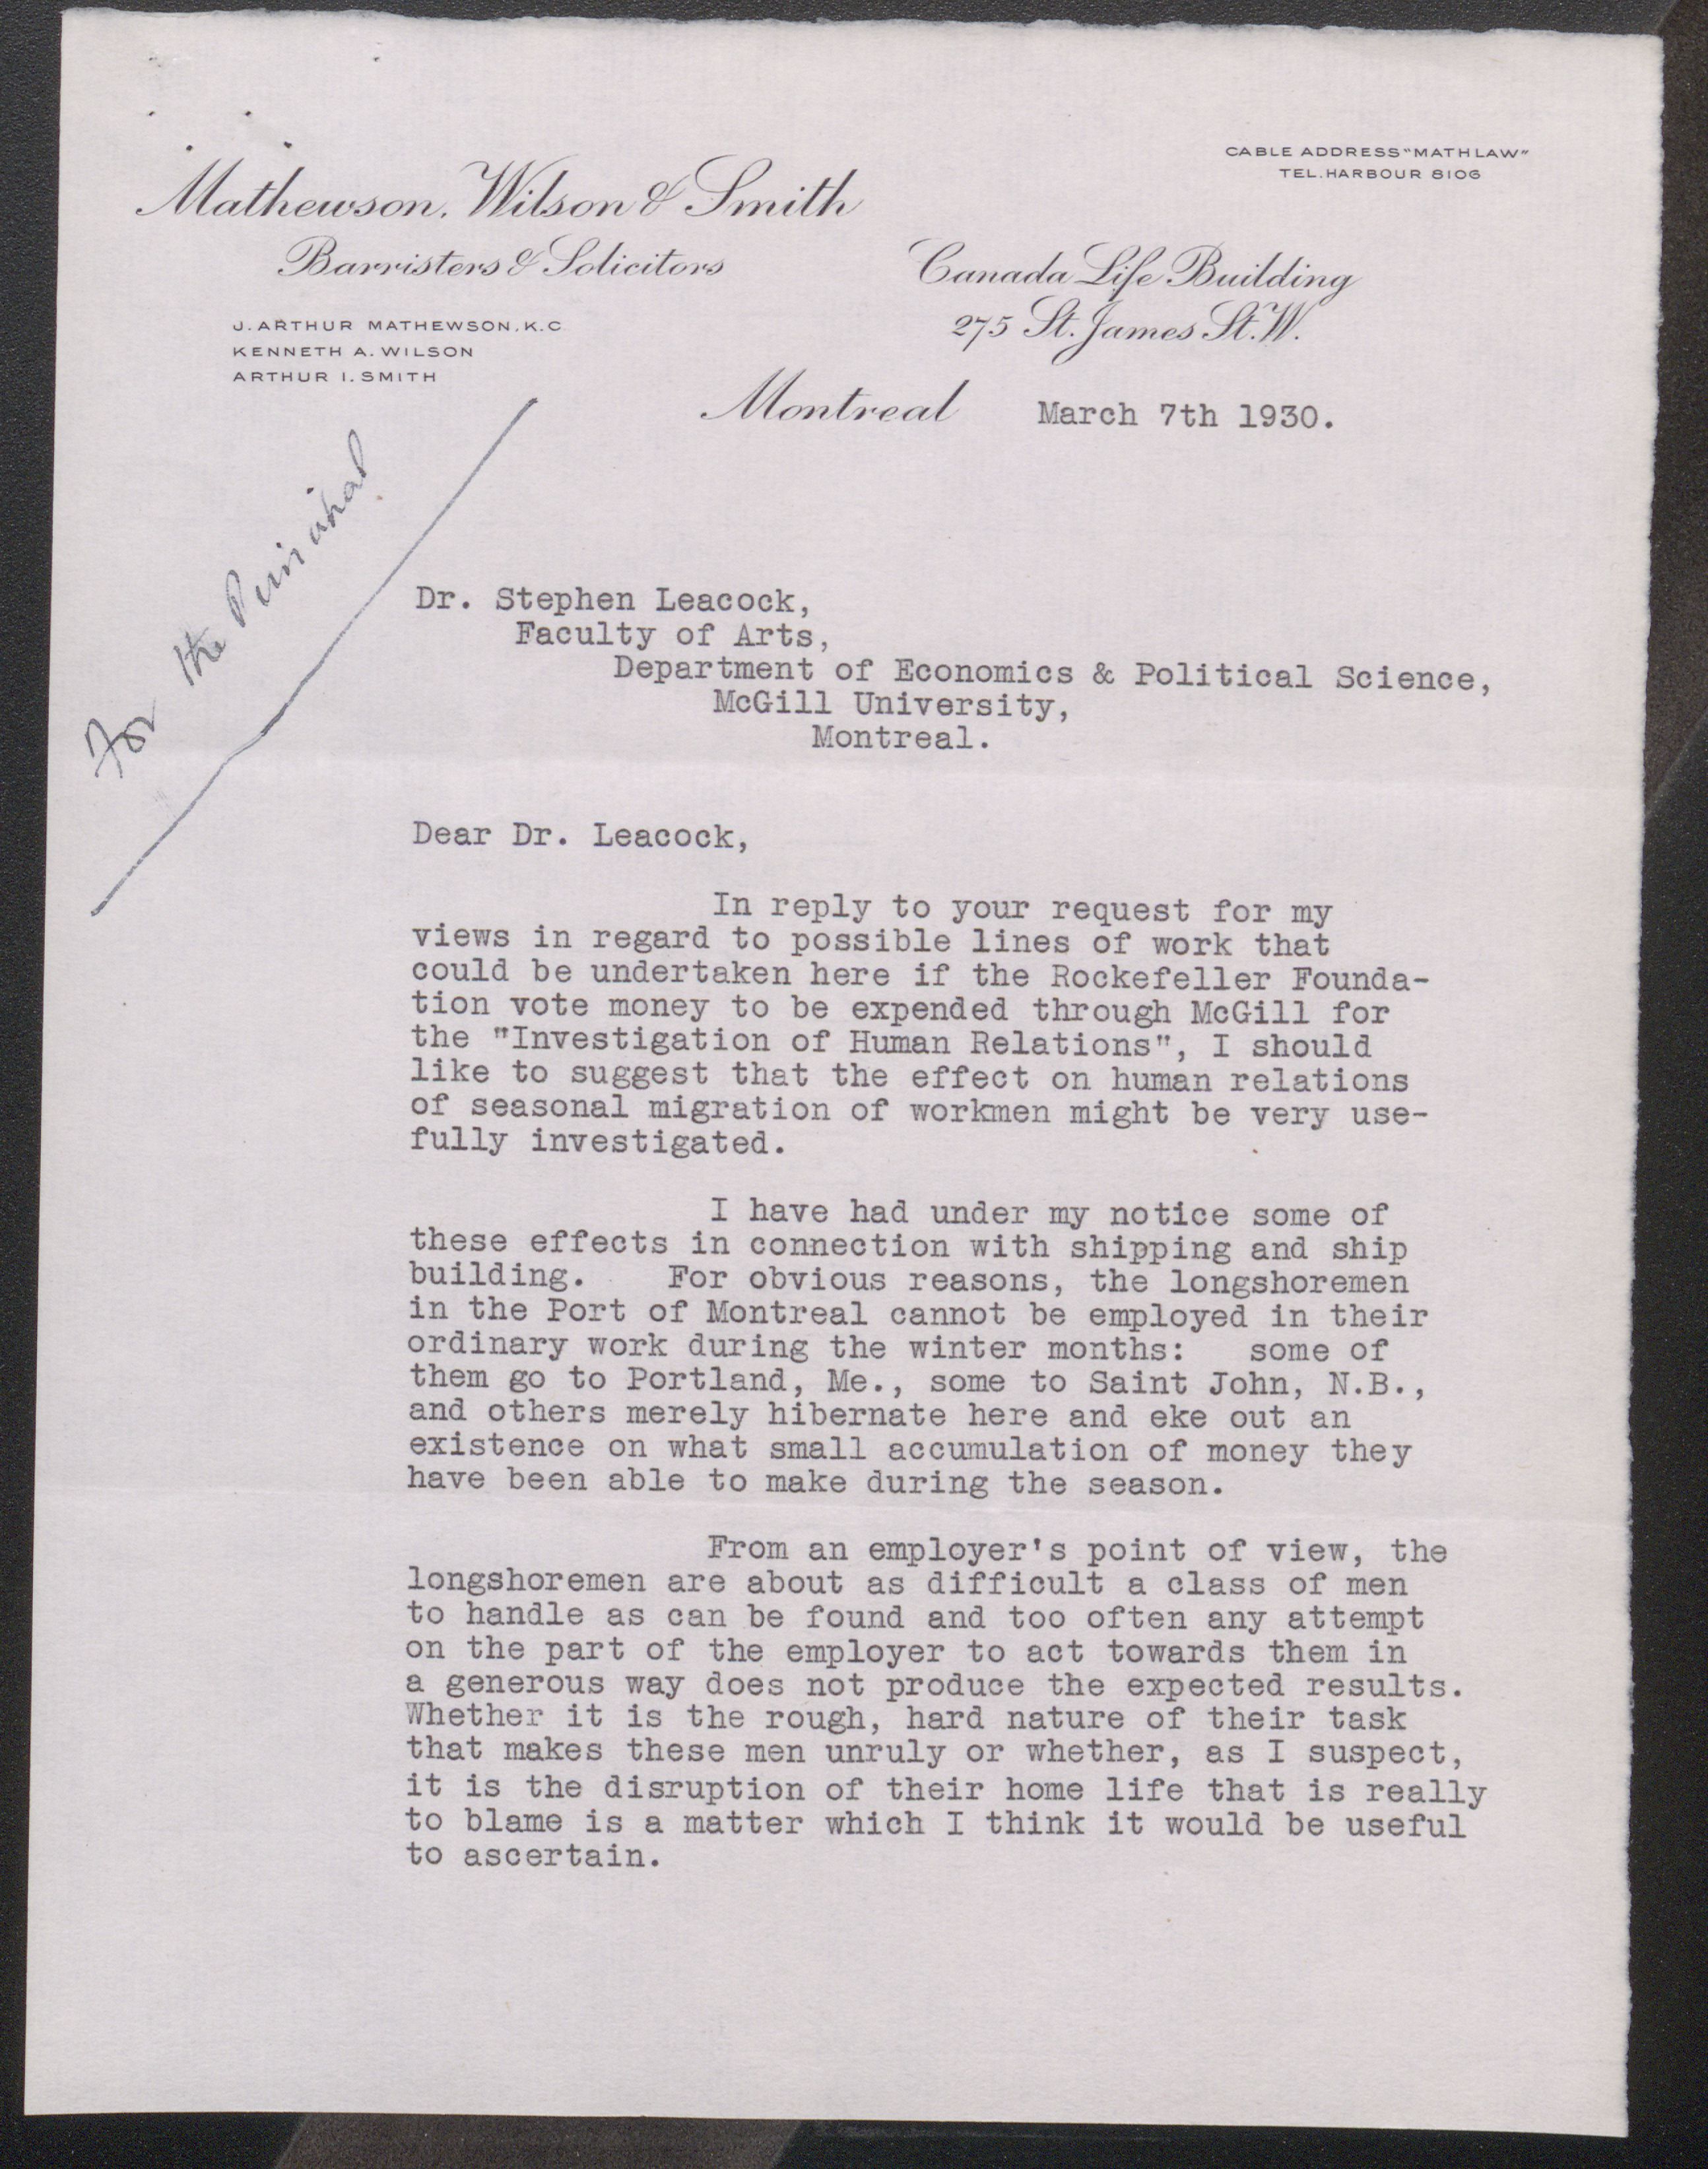 CABLE ADDRESS "MATHLAW"
TEL. HARBOUR 8106
Mathewson, Wilson & Smith
Barristers & Solicitors
Canada Life Building
275 St. James St. W.
J. ARTHUR MATHEWSON, K.C.
KENNETH A. WILSON
ARTHUR I. SMITH
Montreal March 7th 1930.
For the Principal
Dr. Stephen Leacock,
Faculty of Arts,
Department of Economics & Political Science,
McGill University,
Montreal.
Dear Dr. Leacock,
In reply to your request for my
views in regard to possible lines of work that
could be undertaken here if the Rockefeller Founda-
tion vote money to be expended through McGill for
the "Investigation of Human Relations", I should
like to suggest that the effect on human relations
of seasonal migration of workmen might be very use-
fully investigated.
I have had under my notice some of
these effects in connection with shipping and ship
building. For obvious reasons, the longshoremen
in the Port of Montreal cannot be employed in their
ordinary work during the winter months: some of
them go to Portland, Me., some to Saint John, N.B.,
and others merely hibernate here and eke out an
existence on what small accumulation of money they
have been able to make during the season.
From an employer's point of view, the
longshoremen are about as difficult a class of men
to handle as can be found and too often any attempt
on the part of the employer to act towards them in
a generous way does not produce the expected results.
Whether it is the rough, hard nature of their task
that makes these men unruly or whether, as I suspect,
it is the disruption of their home life that is really
to blame is a matter which I think it would be useful
to ascertain.